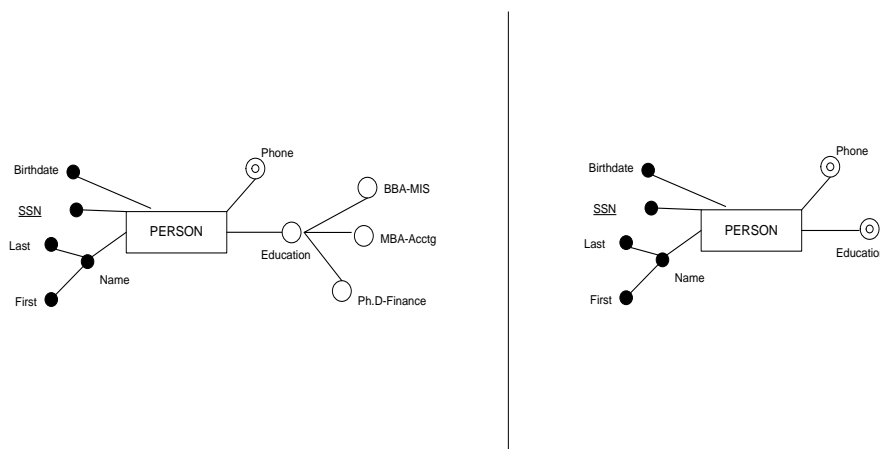 Phone
Birthdate
BBA-MIS
SSN
PERSON
Last
MBA-Acctg
Education
Name
First
Ph.D-Finance
Phone
Birthdate
SSN
PERSON
Last
Education
Name
First